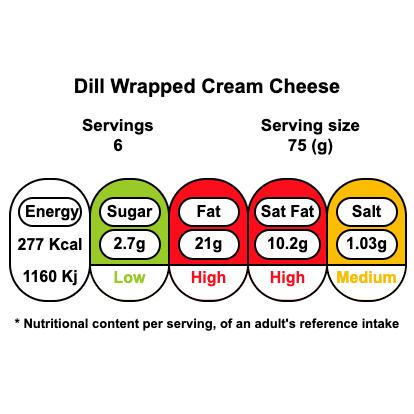 Dill Wrapped Cream Cheese
Servings Serving size
6 75 (g)
Energy Sugar Fat Sat Fat Salt
277 Kcal 2.7g 21g 10.2g 1.03g
1160 Kj Low High High Medium
* Nutritional content per serving, of an adult's reference intake